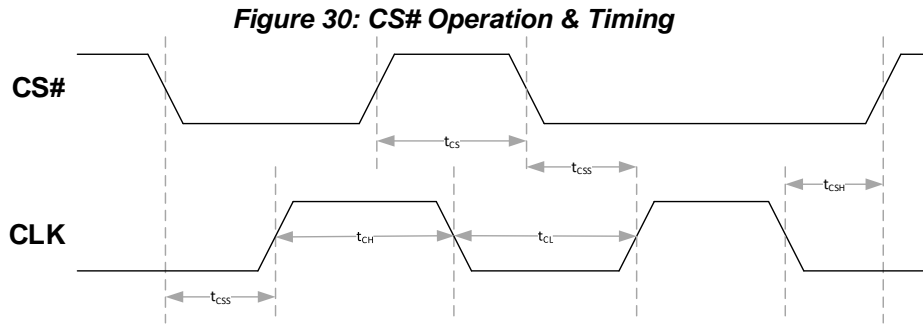 Figure 30: CS# Operation & Timing
CS#
tCS
tCSS
tCSH
CLK
tCH
tCL
tCSS